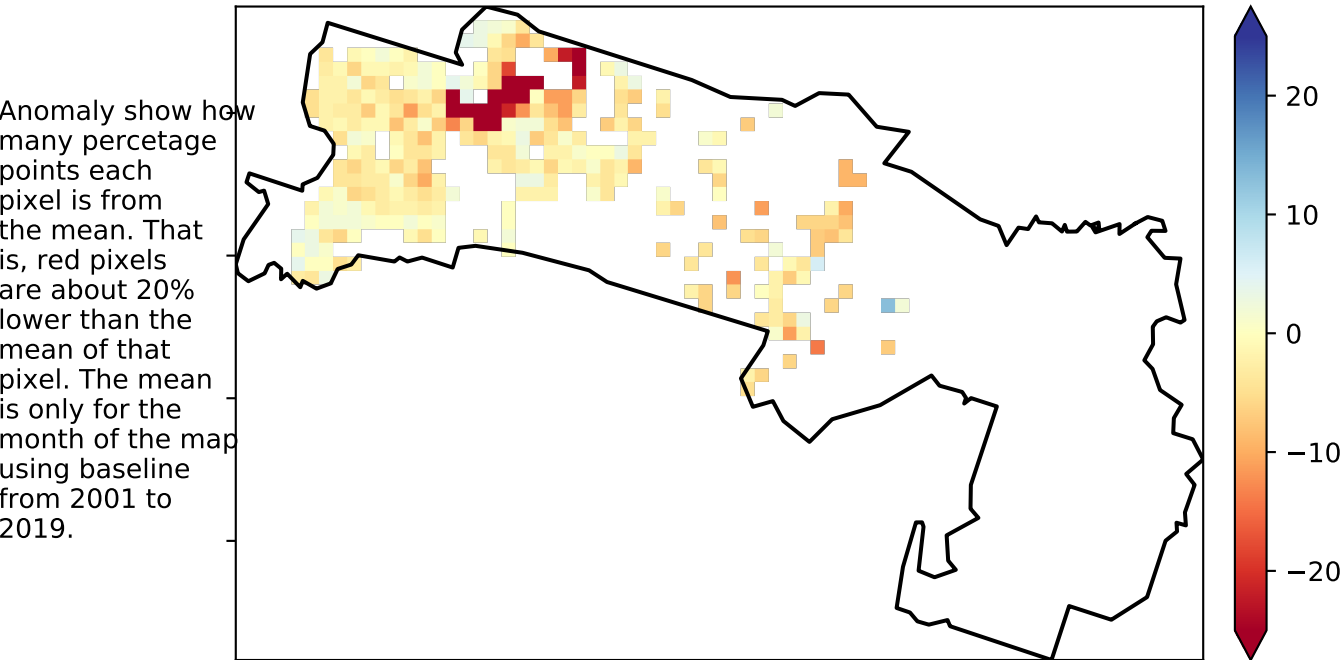 Anomaly show how
many percetage
points each
pixel is from
the mean. That
is, red pixels
are about 20%
lower than the
mean of that
pixel. The mean
is only for the
month of the map
using baseline
from 2001 to
2019.
20
10
0
−10
−20